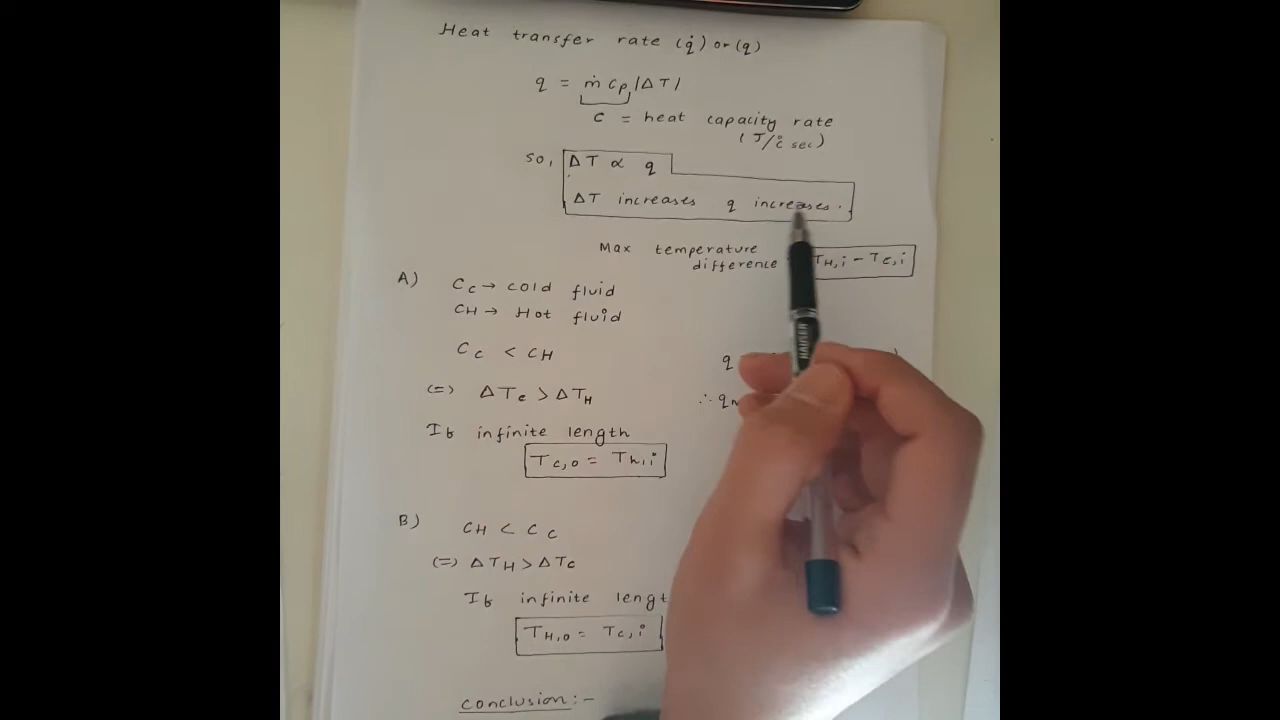 Heat transfer rate (q̇) or (q)
q = ṁ cp |ΔT|
C = heat capacity rate
(J/°C sec)
so, ΔT ∝ q
ΔT increases q increases.
Max temperature
difference
TH,i - Tc,i
A) Cc → cold fluid
CH → Hot fluid
Cc < CH
q
(=) ΔTc > ΔTH
∴ q
If infinite length
Tc,o = Th,i
B) CH < Cc
(=) ΔTH > ΔTc
If infinite lengt
TH,o = Tc,i
conclusion:-
HAUSER